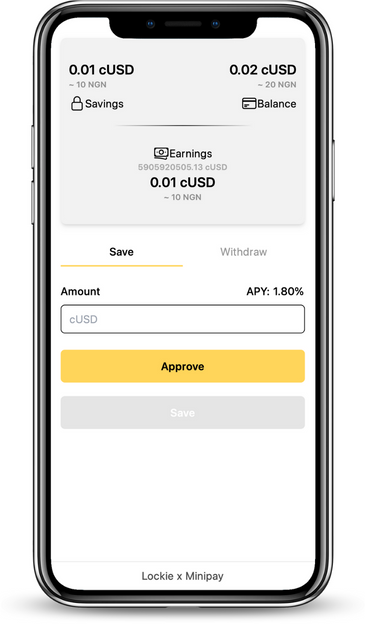 0.01 cUSD 0.02 cUSD
~ 10 NGN ~ 20 NGN
Savings Balance
Earnings
5905920505.13 cUSD
0.01 cUSD
~ 10 NGN
Save Withdraw
Amount APY: 1.80%
cUSD
Approve
Save
Lockie x Minipay